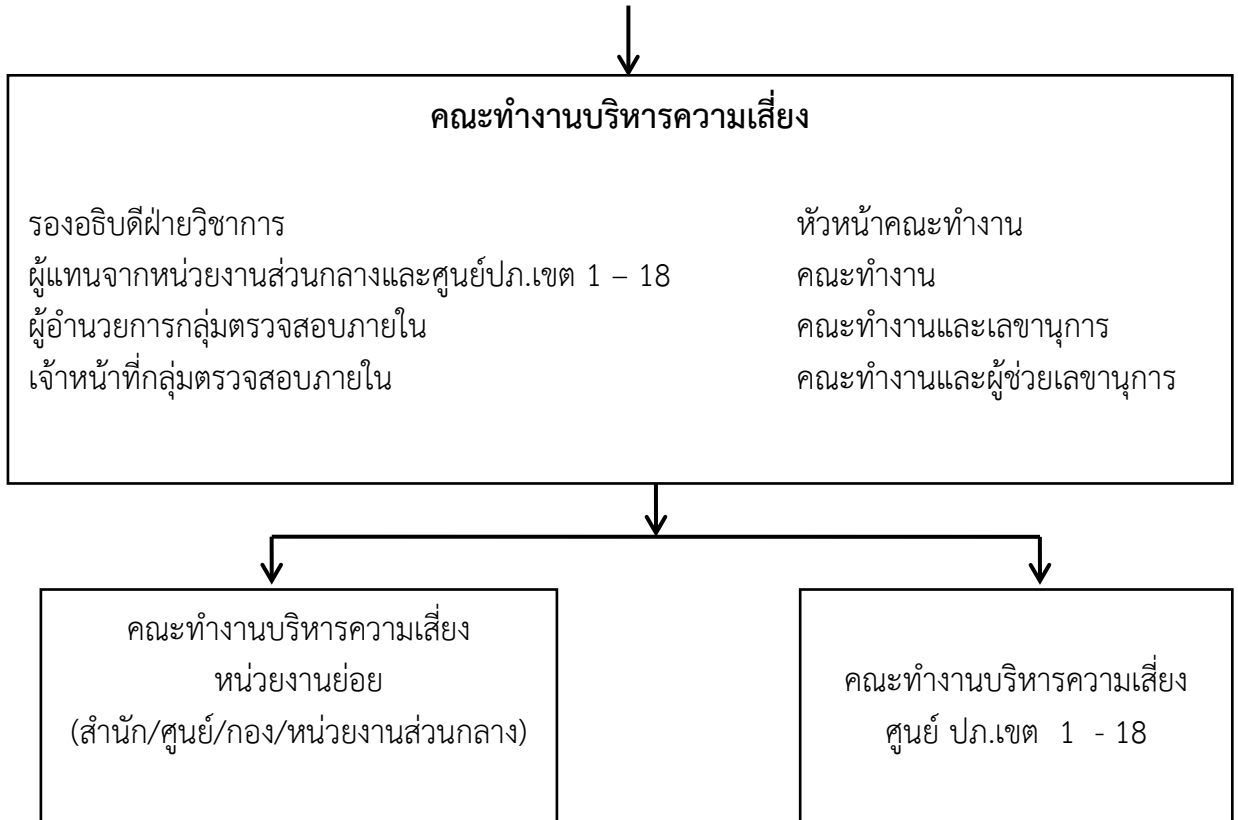 คณะทำงานบริหารความเสี่ยง
รองอธิบดีฝ่ายวิชาการ หัวหน้าคณะทำงาน
ผู้แทนจากหน่วยงานส่วนกลางและศูนย์ปภ.เขต 1 – 18 คณะทำงาน
ผู้อำนวยการกลุ่มตรวจสอบภายใน คณะทำงานและเลขานุการ
เจ้าหน้าที่กลุ่มตรวจสอบภายใน คณะทำงานและผู้ช่วยเลขานุการ
คณะทำงานบริหารความเสี่ยง
หน่วยงานย่อย
(สำนัก/ศูนย์/กอง/หน่วยงานส่วนกลาง)
คณะทำงานบริหารความเสี่ยง
ศูนย์ ปภ.เขต 1 - 18